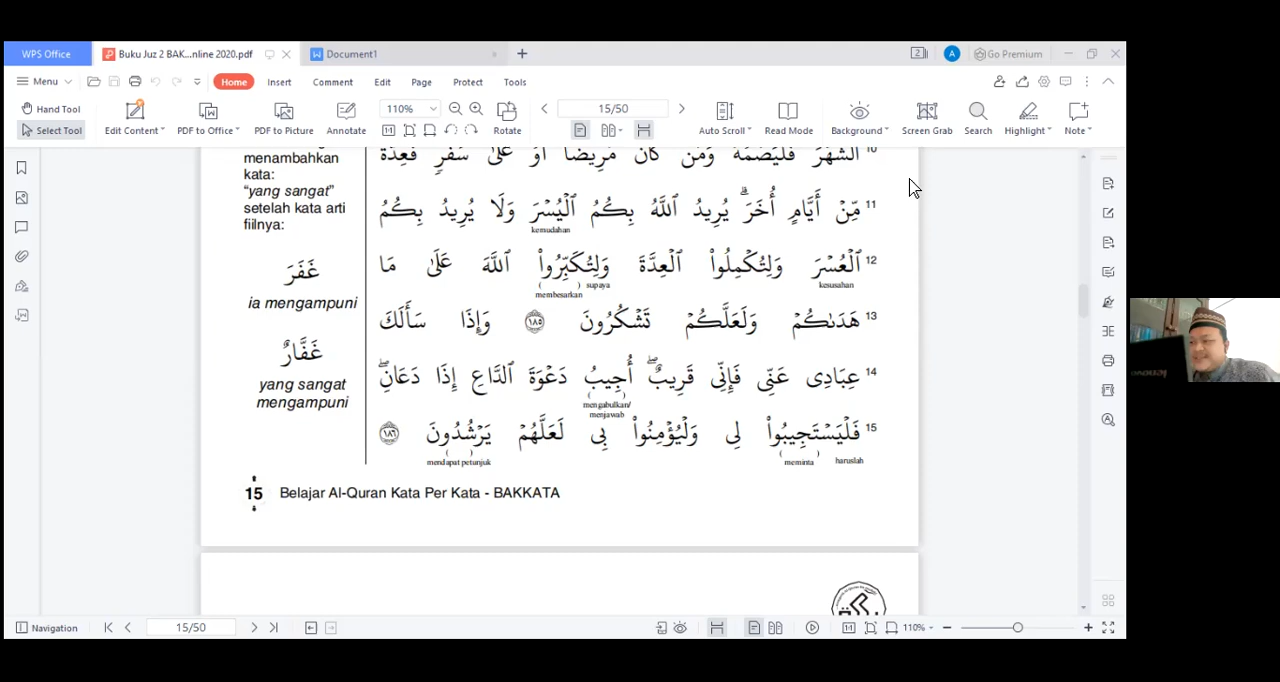 WPS Office
Buku Juz 2 BAK...nline 2020.pdf
Document1
Go Premium
Menu
Home
Insert
Comment
Edit
Page
Protect
Tools
Hand Tool
Select Tool
Edit Content
PDF to Office
PDF to Picture
Annotate
110%
15/50
Rotate
Auto Scroll
Read Mode
Background
Screen Grab
Search
Highlight
Note
menambahkan
kata:
“yang sangat”
setelah kata arti
fiilnya:
غَفَرَ
ia mengampuni
غَفَّارٌ
yang sangat
mengampuni
10 ٱلشَّهْرَ فَلْيَصُمْهُ وَمَن كَانَ مَرِيضًا أَوْ عَلَىٰ سَفَرٍ فَعِدَّةٌ
11 مِّنْ أَيَّامٍ أُخَرَ ۗ يُرِيدُ ٱللَّهُ بِكُمُ ٱلْيُسْرَ وَلَا يُرِيدُ بِكُمُ
kemudahan
12 ٱلْعُسْرَ وَلِتُكْمِلُوا۟ ٱلْعِدَّةَ وَلِتُكَبِّرُوا۟ ٱللَّهَ عَلَىٰ مَا
kesusahan
( ) supaya
membesarkan
13 هَدَىٰكُمْ وَلَعَلَّكُمْ تَشْكُرُونَ ١٨٥ وَإِذَا سَأَلَكَ
14 عِبَادِى عَنِّى فَإِنِّى قَرِيبٌ ۖ أُجِيبُ دَعْوَةَ ٱلدَّاعِ إِذَا دَعَانِ ۖ
( )
mengabulkan/
menjawab
15 فَلْيَسْتَجِيبُوا۟ لِى وَلْيُؤْمِنُوا۟ بِى لَعَلَّهُمْ يَرْشُدُونَ ١٨٦
( meminta ) haruslah
( )
mendapat petunjuk
15 Belajar Al-Quran Kata Per Kata - BAKKATA
Navigation
15/50
110%